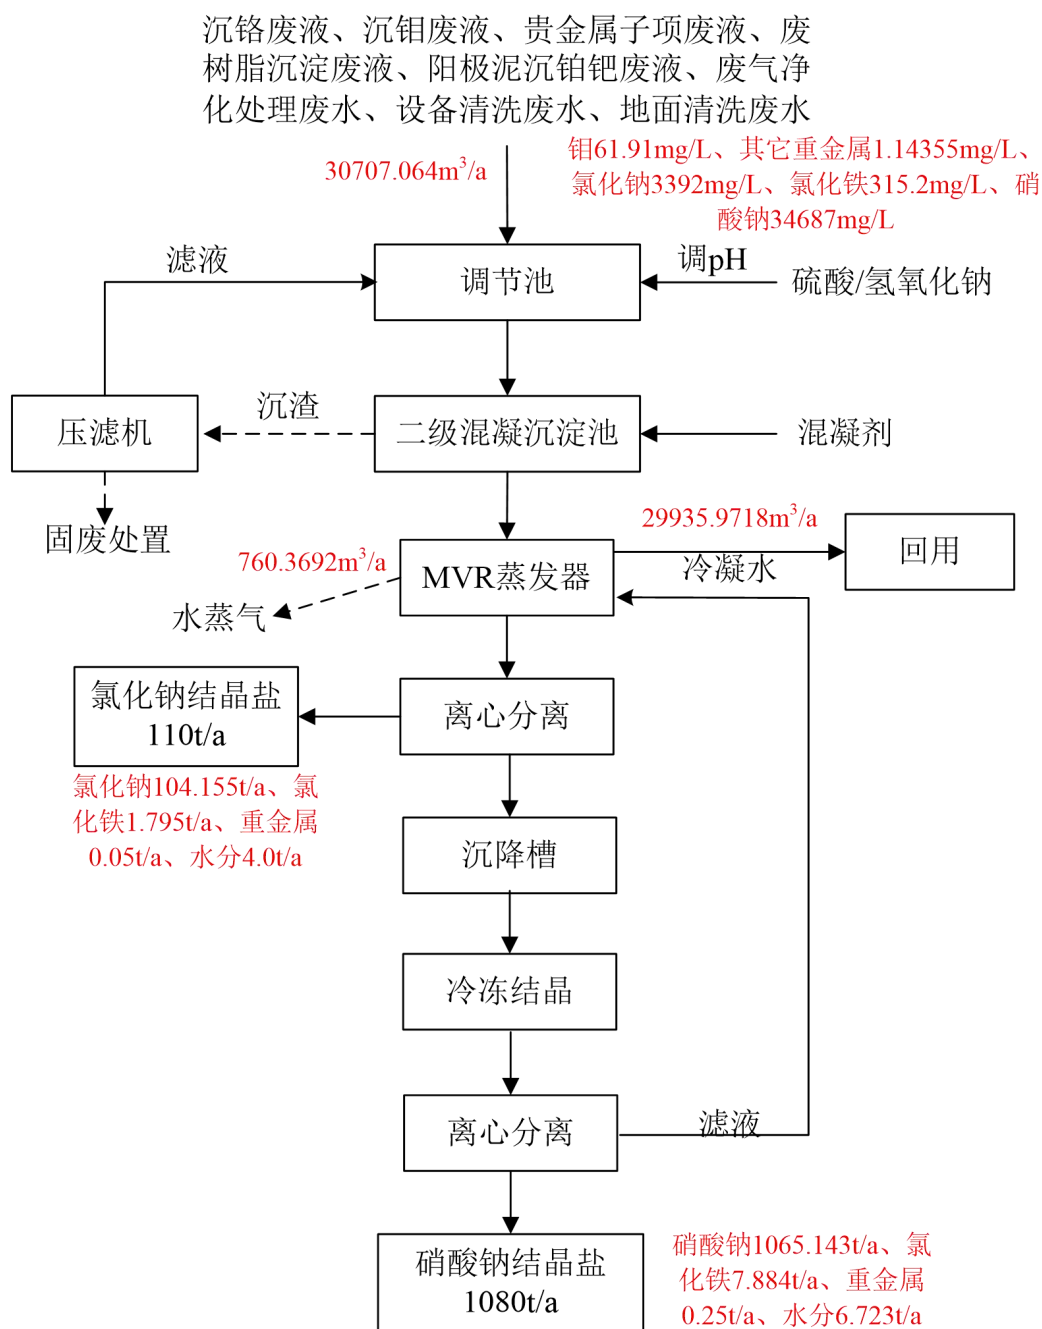 沉铬废液、沉钼废液、贵金属子项废液、废
树脂沉淀废液、阳极泥沉铂钯废液、废气净
化处理废水、设备清洗废水、地面清洗废水
30707.064m³/a
钼61.91mg/L、其它重金属1.14355mg/L、
氯化钠3392mg/L、氯化铁315.2mg/L、硝
酸钠34687mg/L
滤液
调节池
调pH
硫酸/氢氧化钠
压滤机
沉渣
二级混凝沉淀池
混凝剂
固废处置
29935.9718m³/a
回用
冷凝水
760.3692m³/a
MVR蒸发器
水蒸气
氯化钠结晶盐
110t/a
离心分离
氯化钠104.155t/a、氯
化铁1.795t/a、重金属
0.05t/a、水分4.0t/a
沉降槽
冷冻结晶
离心分离
滤液
硝酸钠结晶盐
1080t/a
硝酸钠1065.143t/a、氯
化铁7.884t/a、重金属
0.25t/a、水分6.723t/a